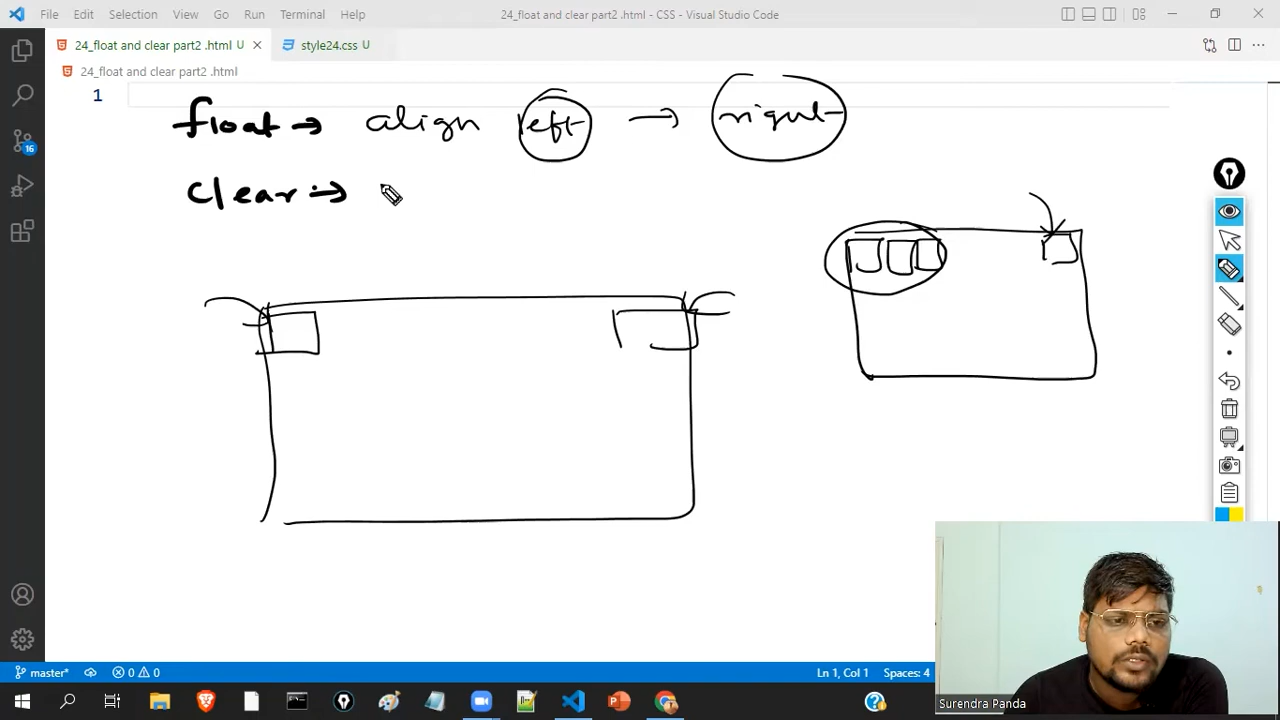 File Edit Selection View Go Run Terminal Help
24_float and clear part2 .html - CSS - Visual Studio Code
24_float and clear part2 .html U
style24.css U
24_float and clear part2 .html
1
float → align left → right
clear →
16
master*
0 0
Ln 1, Col 1
Spaces: 4
Surendra Panda